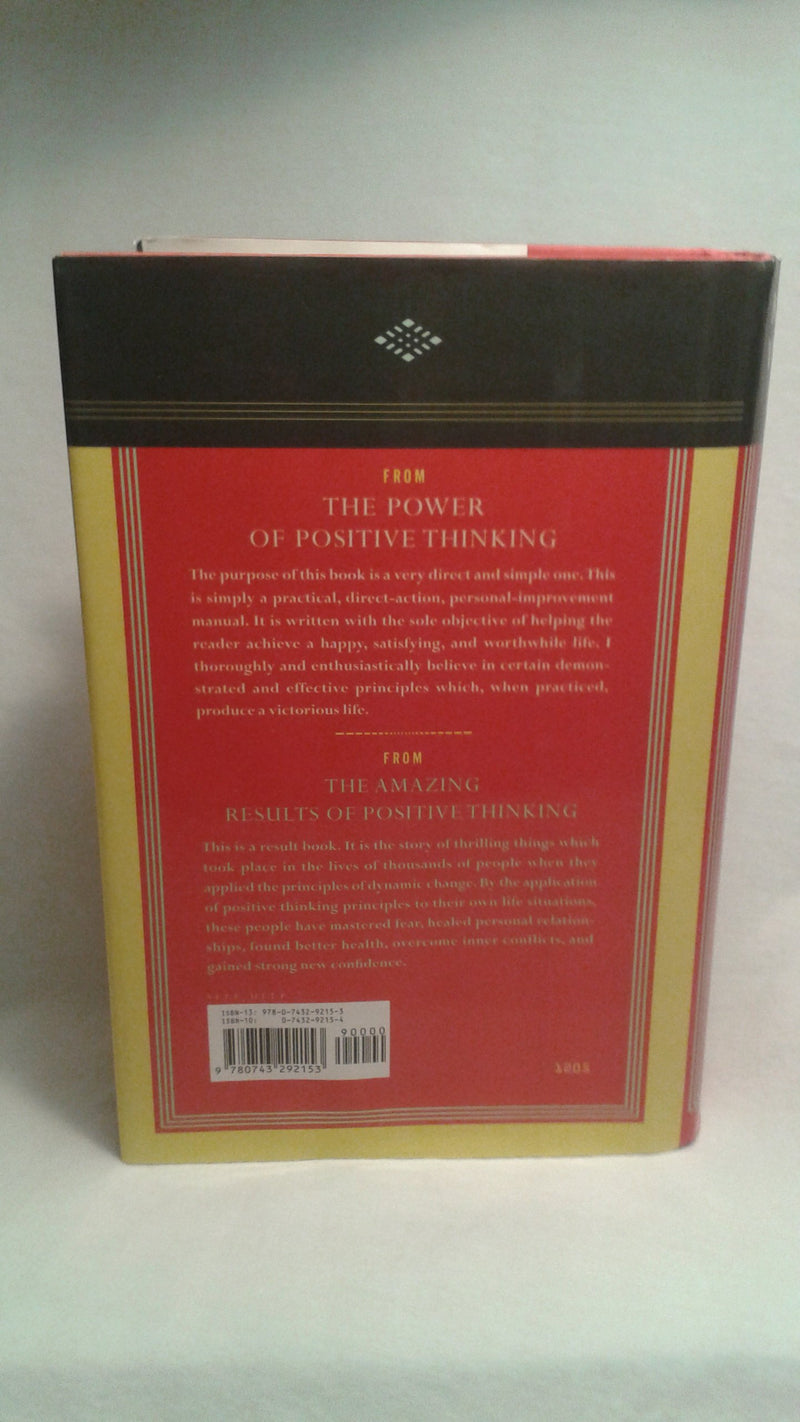 FROM
THE POWER
OF POSITIVE THINKING
The purpose of this book is a very direct and simple one. This
is simply a practical, direct-action, personal-improvement
manual. It is written with the sole objective of helping the
reader achieve a happy, satisfying, and worthwhile life. I
thoroughly and enthusiastically believe in certain demon-
strated and effective principles which, when practiced,
produce a victorious life.
FROM
THE AMAZING
RESULTS OF POSITIVE THINKING
This is a result book. It is the story of thrilling things which
took place in the lives of thousands of people when they
applied the principles of dynamic change. By the application
of positive thinking principles to their own life situations,
these people have mastered fear, healed personal relation-
ships, found better health, overcome inner conflicts, and
gained strong new confidence.
SELF-HELP
ISBN-13: 978-0-7432-9215-3
ISBN-10: 0-7432-9215-4
90000
9 780743 292153
1205